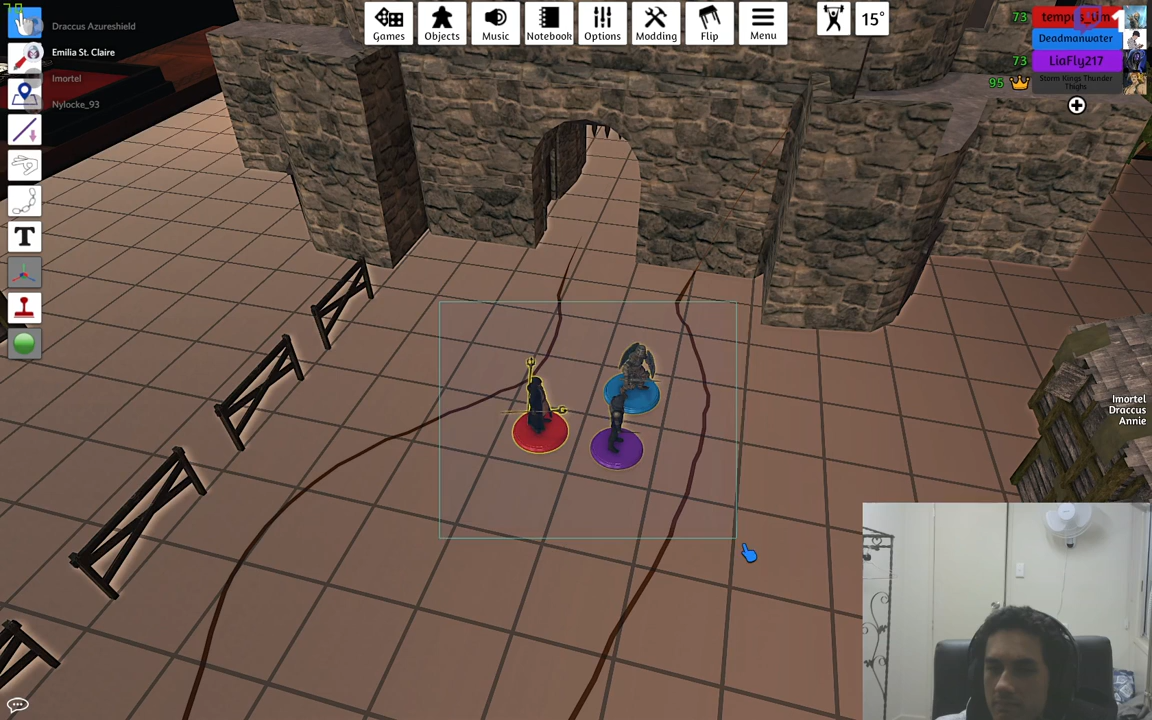 Draccus Azureshield
Emilia St. Claire
Imortel
Nylocke_93
Games
Objects
Music
Notebook
Options
Modding
Flip
Menu
15°
73
Deadmanwater
73 LiaFly217
95 Storm Kings Thunder
Thighs
T
Imortel
Draccus
Annie